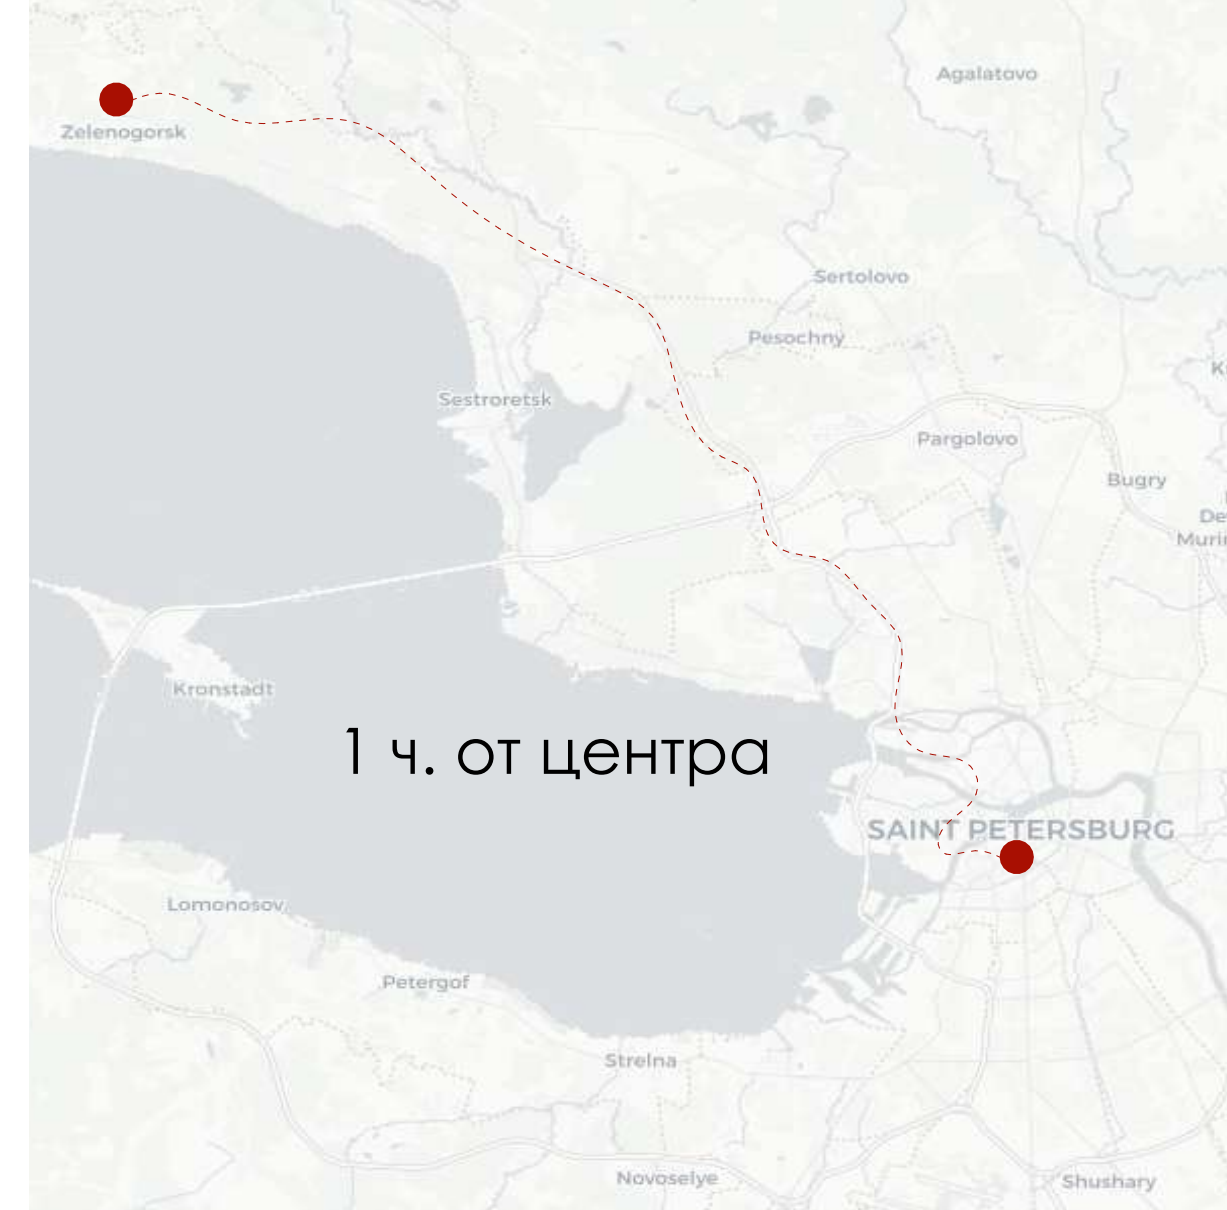 Agalatovo
Zelenogorsk
Sertolovo
Pesochny
Sestroretsk
Pargolovo
Bugry
Kronstadt
1 ч. от центра
SAINT PETERSBURG
Lomonosov
Petergof
Strelna
Novoselye
Shushary